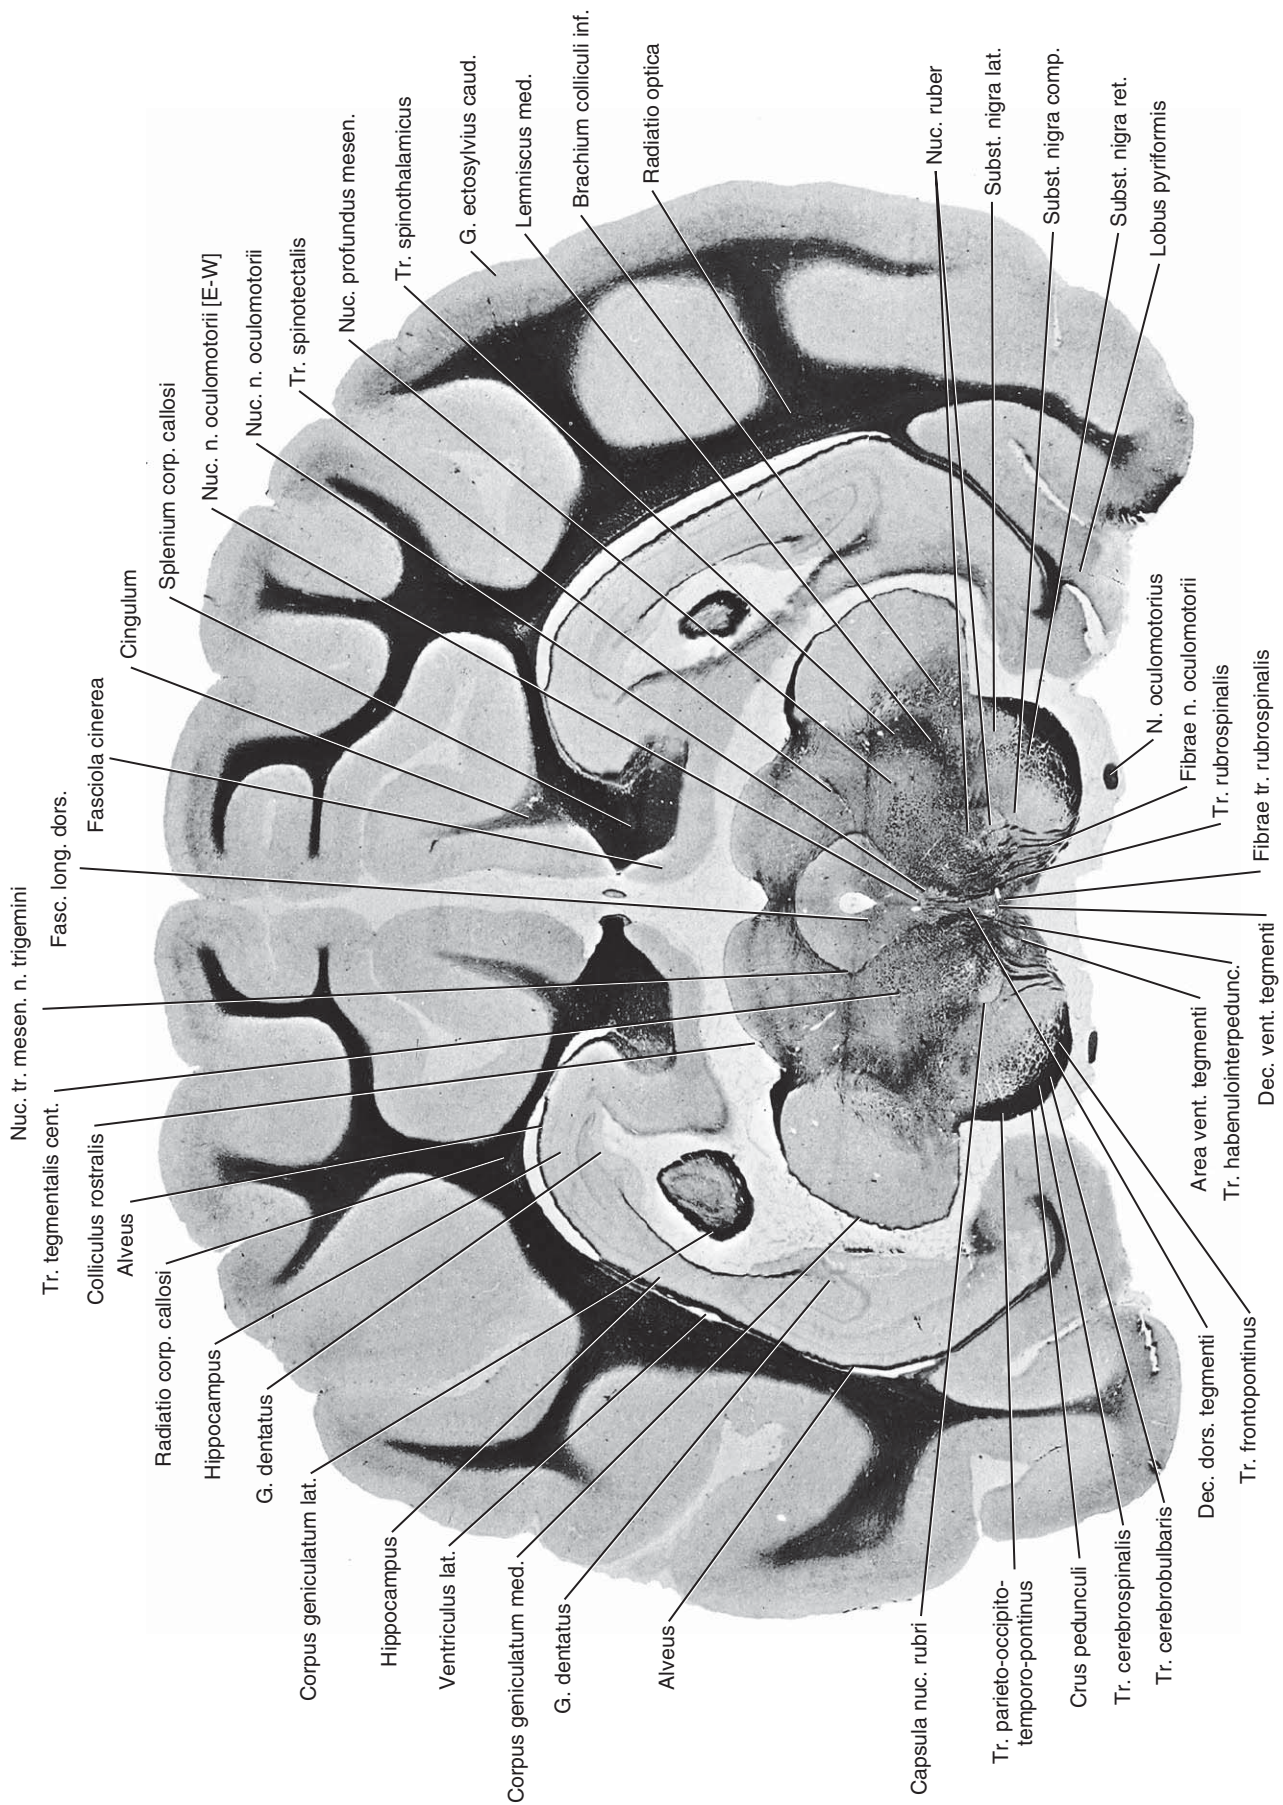 Nuc. tr. mesen. n. trigemini
Tr. tegmentalis cent.
Colliculus rostralis
Alveus
Radiatio corp. callosi
Hippocampus
G. dentatus
Corpus geniculatum lat.
Hippocampus
Ventriculus lat.
Corpus geniculatum med.
G. dentatus
Alveus
Capsula nuc. rubri
Tr. parieto-occipito-
temporo-pontinus
Crus pedunculi
Tr. cerebrospinalis
Tr. cerebrobulbaris
Dec. dors. tegmenti
Tr. frontopontinus
Area vent. tegmenti
Tr. habenulointerpedunc.
Dec. vent. tegmenti
Fasc. long. dors.
Fasciola cinerea
Cingulum
Splenium corp. callosi
Nuc. n. oculomotorii [E-W]
Nuc. n. oculomotorii
Tr. spinotectalis
Nuc. profundus mesen.
Tr. spinothalamicus
G. ectosylvius caud.
Lemniscus med.
Brachium colliculi inf.
Radiatio optica
Nuc. ruber
Subst. nigra lat.
Subst. nigra comp.
Subst. nigra ret.
Lobus pyriformis
N. oculomotorius
Fibrae n. oculomotorii
Tr. rubrospinalis
Fibrae tr. rubrospinalis